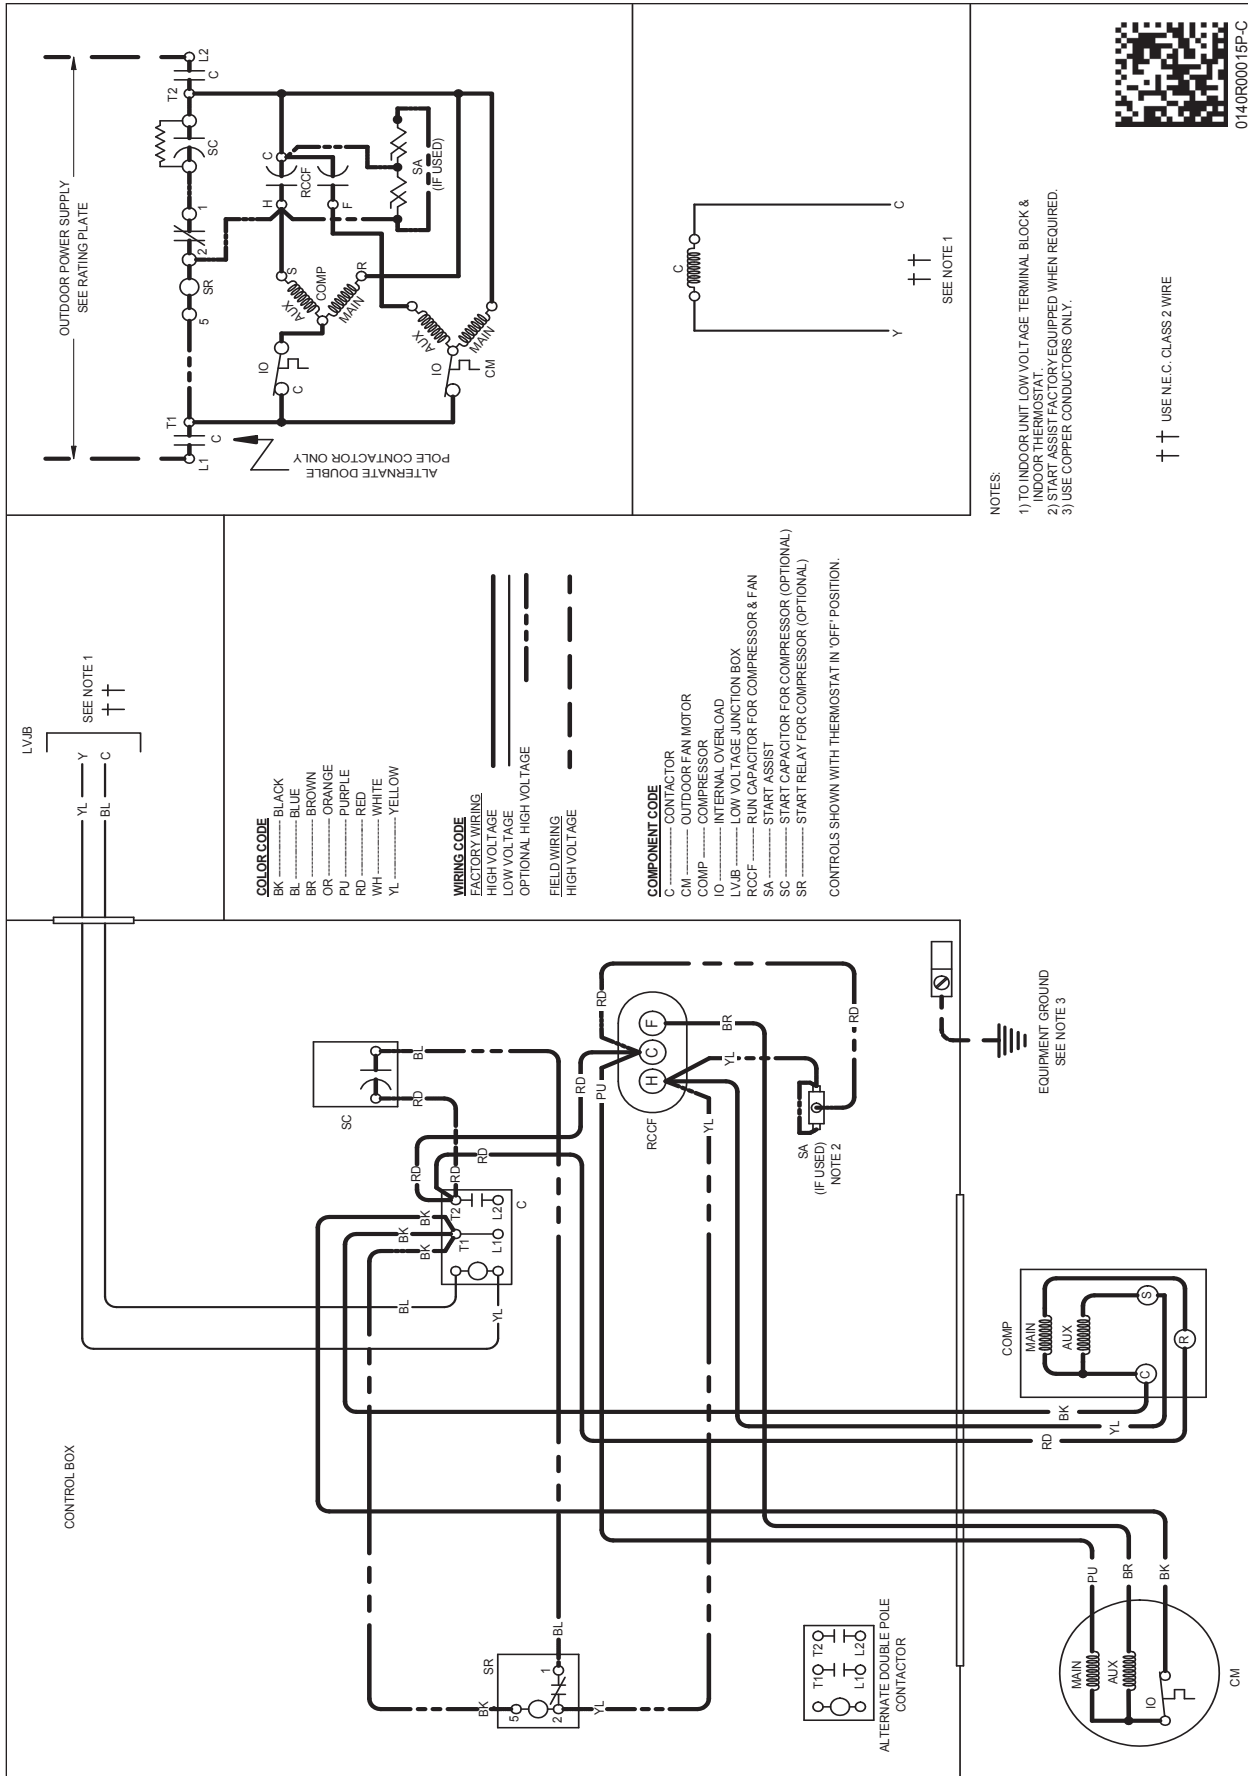 CONTROL BOX
SR
5
2
1
BK
YL
BL
ALTERNATE DOUBLE POLE
CONTACTOR
T1
T2
L1
L2
CM
MAIN
AUX
IO
PU
BR
BK
COMP
MAIN
AUX
C
S
R
BK
YL
RD
EQUIPMENT GROUND
SEE NOTE 3
SC
RD
BL
C
T1
T2
L1
L2
BK
BK
BK
RD
RD
RD
BL
YL
RCCF
H
C
F
RD
PU
RD
YL
YL
BR
RD
SA
(IF USED)
NOTE 2
LVJB
YL
Y
BL
C
SEE NOTE 1
COLOR CODE
BK ---------- BLACK
BL ---------- BLUE
BR ---------- BROWN
OR ---------- ORANGE
PU ---------- PURPLE
RD ---------- RED
WH ---------- WHITE
YL ---------- YELLOW
WIRING CODE
FACTORY WIRING
HIGH VOLTAGE
LOW VOLTAGE
OPTIONAL HIGH VOLTAGE
FIELD WIRING
HIGH VOLTAGE
COMPONENT CODE
C ---------- CONTACTOR
CM ---------- OUTDOOR FAN MOTOR
COMP ---------- COMPRESSOR
IO ---------- INTERNAL OVERLOAD
LVJB ---------- LOW VOLTAGE JUNCTION BOX
RCCF ---------- RUN CAPACITOR FOR COMPRESSOR & FAN
SA ---------- START ASSIST
SC ---------- START CAPACITOR FOR COMPRESSOR (OPTIONAL)
SR ---------- START RELAY FOR COMPRESSOR (OPTIONAL)
CONTROLS SHOWN WITH THERMOSTAT IN 'OFF' POSITION.
OUTDOOR POWER SUPPLY
SEE RATING PLATE
L1
C
T1
5
SR
2
1
SC
T2
C
L2
ALTERNATE DOUBLE
POLE CONTACTOR ONLY
IO
C
AUX
S
COMP
MAIN
R
H
C
RCCF
F
SA
(IF USED)
IO
AUX
MAIN
CM
C
Y
C
SEE NOTE 1
NOTES:
1) TO INDOOR UNIT LOW VOLTAGE TERMINAL BLOCK &
INDOOR THERMOSTAT.
2) START ASSIST FACTORY EQUIPPED WHEN REQUIRED.
3) USE COPPER CONDUCTORS ONLY.
†† USE N.E.C. CLASS 2 WIRE
0140R00015P-C